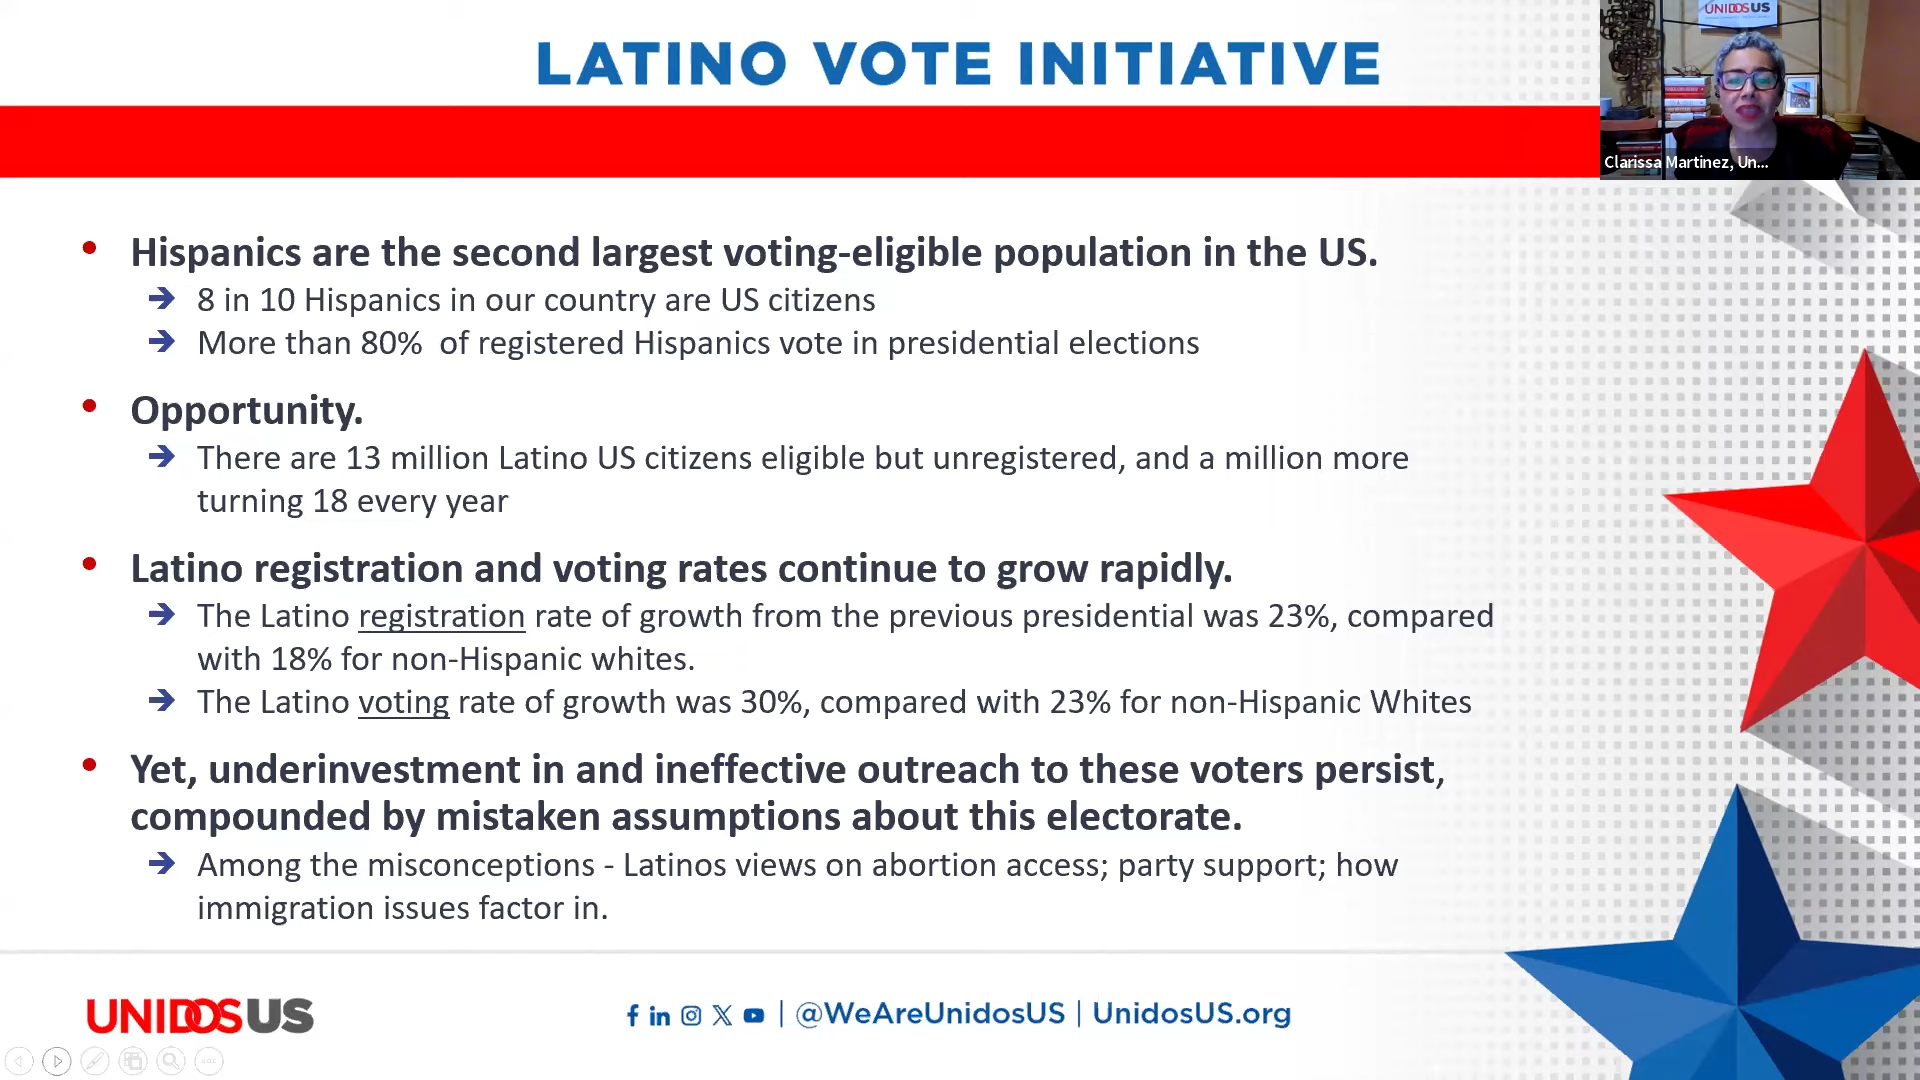 LATINO VOTE INITIATIVE
UNIDOSUS
Clarissa Martinez, Un...
• Hispanics are the second largest voting-eligible population in the US.
→ 8 in 10 Hispanics in our country are US citizens
→ More than 80% of registered Hispanics vote in presidential elections
• Opportunity.
→ There are 13 million Latino US citizens eligible but unregistered, and a million more
turning 18 every year
• Latino registration and voting rates continue to grow rapidly.
→ The Latino registration rate of growth from the previous presidential was 23%, compared
with 18% for non-Hispanic whites.
→ The Latino voting rate of growth was 30%, compared with 23% for non-Hispanic Whites
• Yet, underinvestment in and ineffective outreach to these voters persist,
compounded by mistaken assumptions about this electorate.
→ Among the misconceptions - Latinos views on abortion access; party support; how
immigration issues factor in.
UNIDOSUS
| @WeAreUnidosUS | UnidosUS.org